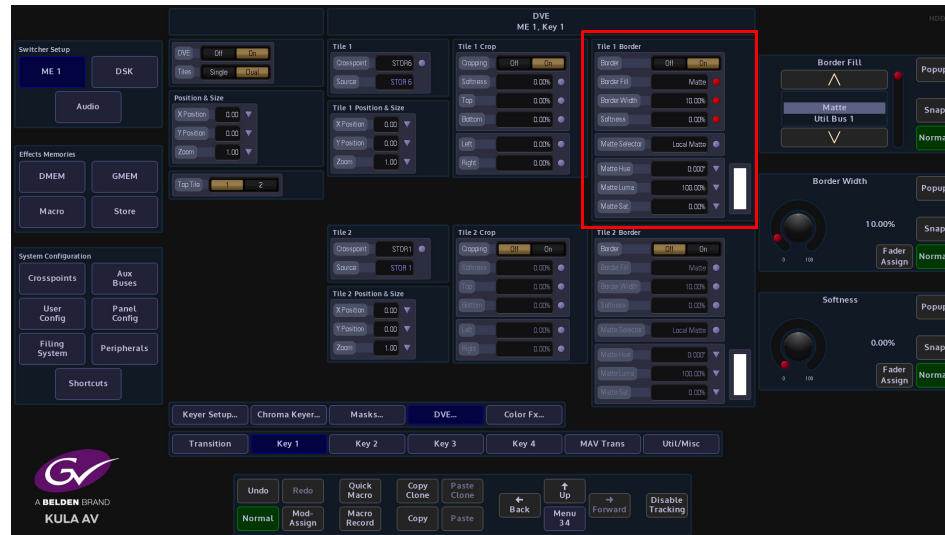 DVE
ME 1, Key 1
HDD
Switcher Setup
ME 1
DSK
Audio
Effects Memories
DMEM
GMEM
Macro
Store
System Configuration
Crosspoints
Aux
Buses
User
Config
Panel
Config
Filing
System
Peripherals
Shortcuts
DVE Off On
Tiles Single Dual
Position & Size
X Position 0.00
Y Position 0.00
Zoom 1.00
Top Tile 1 2
Tile 1
Crosspoint STOR6
Source STOR 6
Tile 1 Position & Size
X Position 0.00
Y Position 0.00
Zoom 1.00
Tile 1 Crop
Cropping Off On
Softness 0.00%
Top 0.00%
Bottom 0.00%
Left 0.00%
Right 0.00%
Tile 1 Border
Border Off On
Border Fill Matte
Border Width 10.00%
Softness 0.00%
Matte Selector Local Matte
Matte Hue 0.000°
Matte Luma 100.00%
Matte Sat 0.00%
Tile 2
Crosspoint STOR1
Source STOR 1
Tile 2 Position & Size
X Position 0.00
Y Position 0.00
Zoom 1.00
Tile 2 Crop
Cropping Off On
Softness 0.00%
Top 0.00%
Bottom 0.00%
Left 0.00%
Right 0.00%
Tile 2 Border
Border Off On
Border Fill Matte
Border Width 10.00%
Softness 0.00%
Matte Selector Local Matte
Matte Hue 0.000°
Matte Luma 100.00%
Matte Sat 0.00%
Border Fill
Matte
Util Bus 1
Popup
Snap
Norma
Border Width
10.00%
0 100
Fader
Assign
Popup
Snap
Norma
Softness
0.00%
0 100
Fader
Assign
Popup
Snap
Norma
Keyer Setup... Chroma Keyer... Masks... DVE... Color Fx...
Transition Key 1 Key 2 Key 3 Key 4 MAV Trans Util/Misc
GV
A BELDEN BRAND
KULA AV
Undo
Redo
Quick
Macro
Copy
Clone
Paste
Clone
Normal
Mod-
Assign
Macro
Record
Copy
Paste
Back
Up
Menu
34
Forward
Disable
Tracking